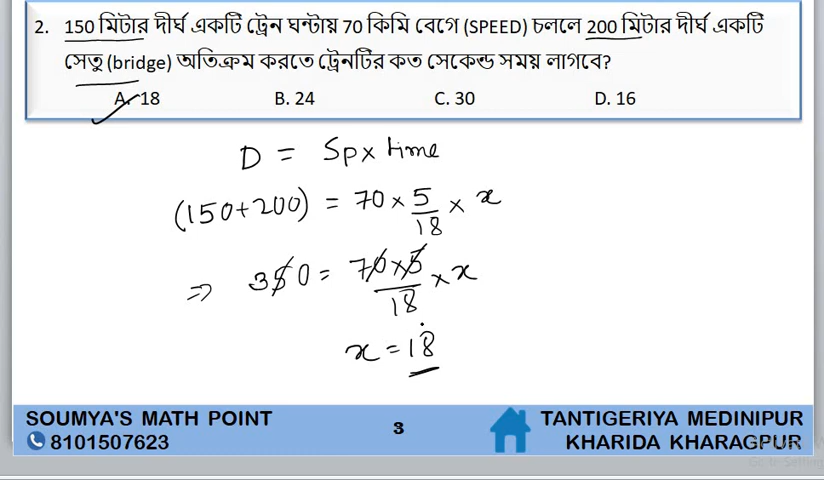 2. 150 মিটার দীর্ঘ একটি ট্রেন ঘন্টায় 70 কিমি বেগে (SPEED) চললে 200 মিটার দীর্ঘ একটি
সেতু (bridge) অতিক্রম করতে ট্রেনটির কত সেকেন্ড সময় লাগবে?
A. 18 B. 24 C. 30 D. 16
D = Sp x time
(150+200) = 70 × 5/18 × x
⇒ 350 = 70×5/18 × x
x = 18
SOUMYA'S MATH POINT
8101507623
3
TANTIGERIYA MEDINIPUR
KHARIDA KHARAGPUR